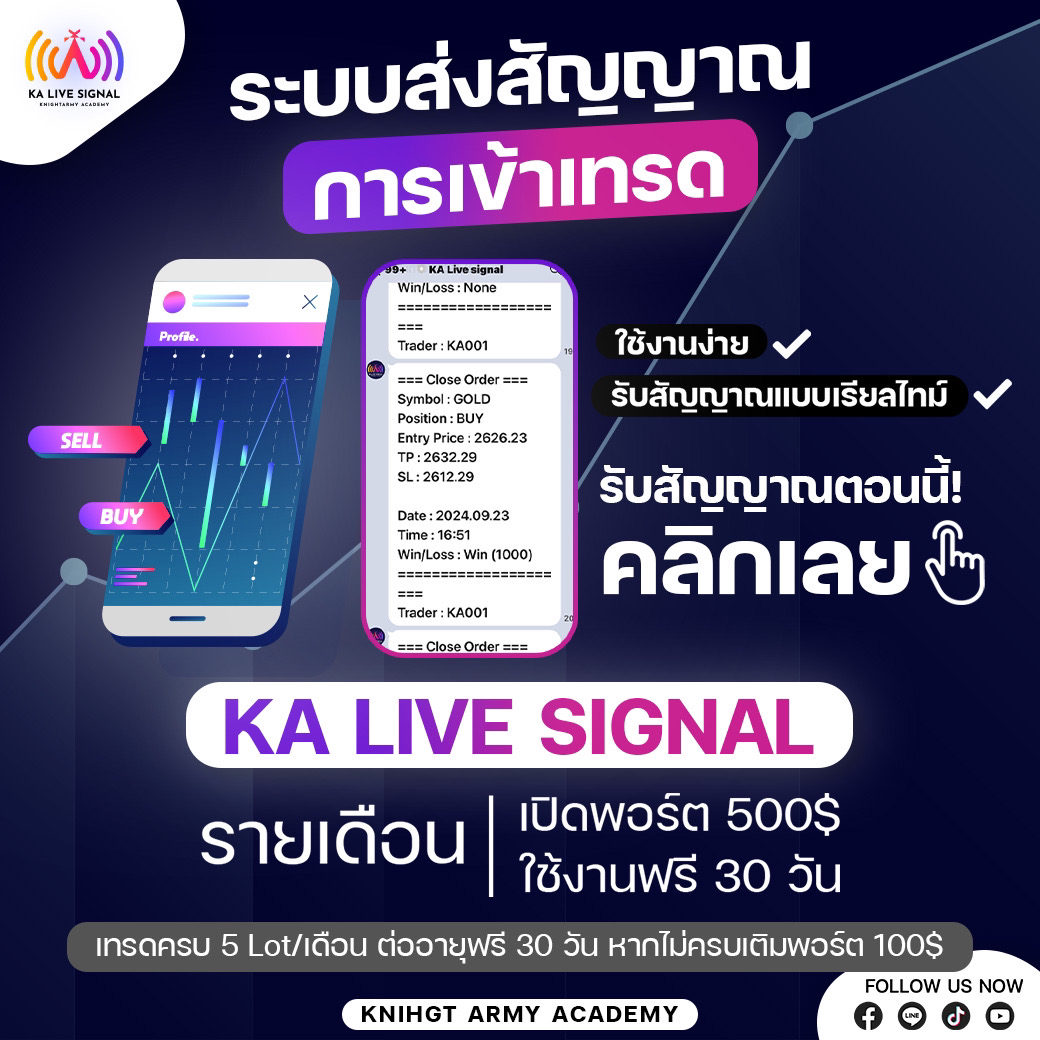 KA LIVE SIGNAL
KNIGHTARMY ACADEMY
ระบบส่งสัญญาณ
การเข้าเทรด
Profile.
SELL
BUY
99+ KA Live signal
Win/Loss : None
==================
===
Trader : KA001
19
=== Close Order ===
Symbol : GOLD
Position : BUY
Entry Price : 2626.23
TP : 2632.29
SL : 2612.29
Date : 2024.09.23
Time : 16:51
Win/Loss : Win (1000)
==================
===
Trader : KA001
20
=== Close Order ===
ใช้งานง่าย
รับสัญญาณแบบเรียลไทม์
รับสัญญาณตอนนี้!
คลิกเลย
KA LIVE SIGNAL
รายเดือน
เปิดพอร์ต 500$
ใช้งานฟรี 30 วัน
เทรดครบ 5 Lot/เดือน ต่ออายุฟรี 30 วัน หากไม่ครบเติมพอร์ต 100$
KNIHGT ARMY ACADEMY
FOLLOW US NOW
LINE